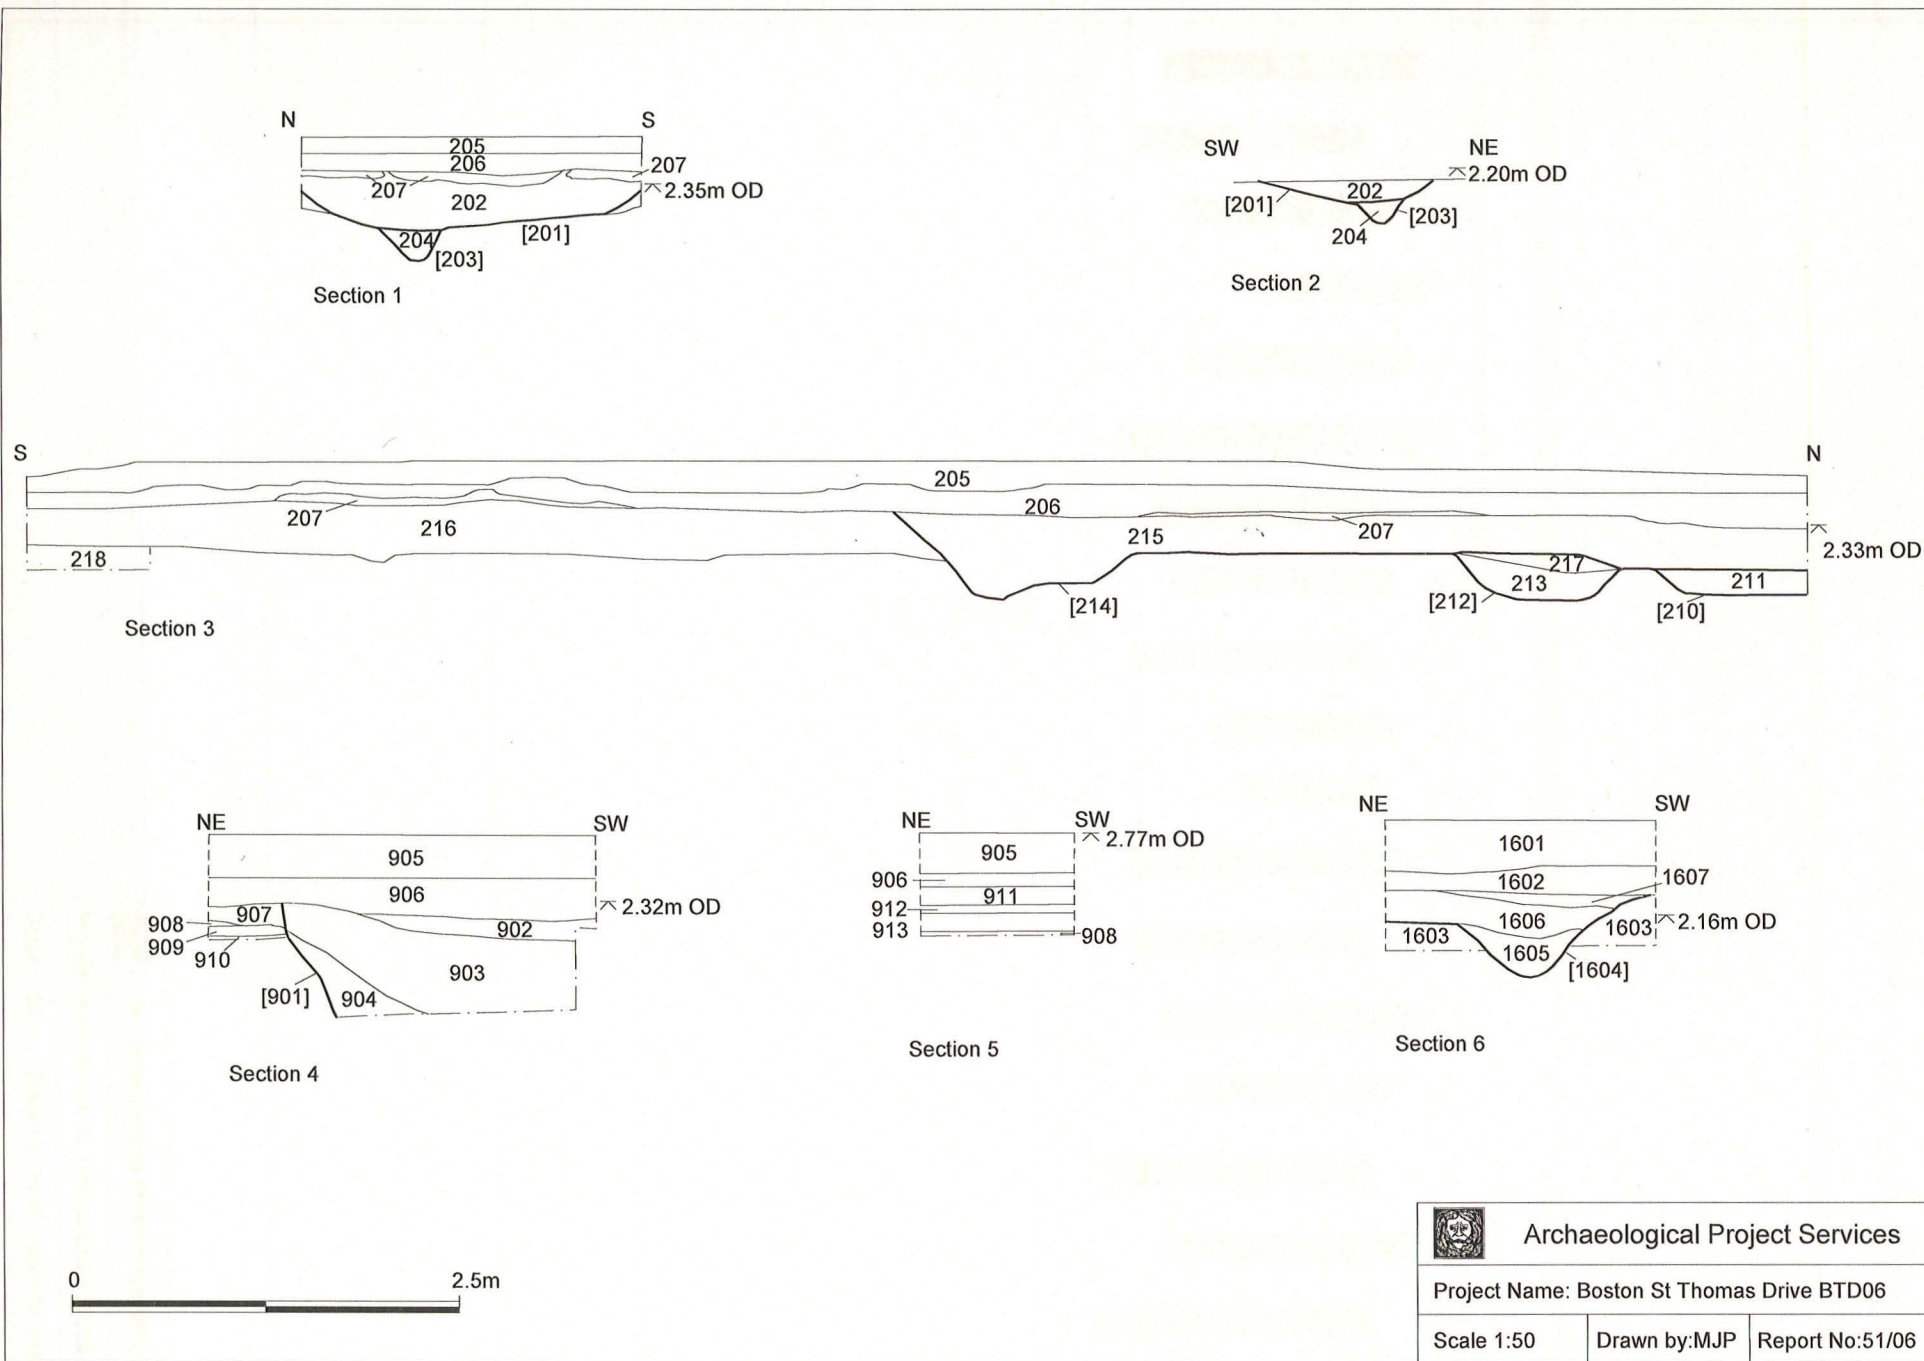 N S
205
206
207 207
2.35m OD
202
204 [201]
[203]
Section 1
SW NE
2.20m OD
[201] 202
[203]
204
Section 2
S N
205
206
207 216 215 207
2.33m OD
218 217
213 211
[214] [212] [210]
Section 3
NE SW
905
906
2.32m OD
907
908 902
909
910 903
[901] 904
Section 4
NE SW
2.77m OD
905
906
911
912
913 908
Section 5
NE SW
1601
1602 1607
1606
1603 1603 2.16m OD
1605
[1604]
Section 6
0 2.5m
Archaeological Project Services
Project Name: Boston St Thomas Drive BTD06
Scale 1:50 Drawn by:MJP Report No:51/06